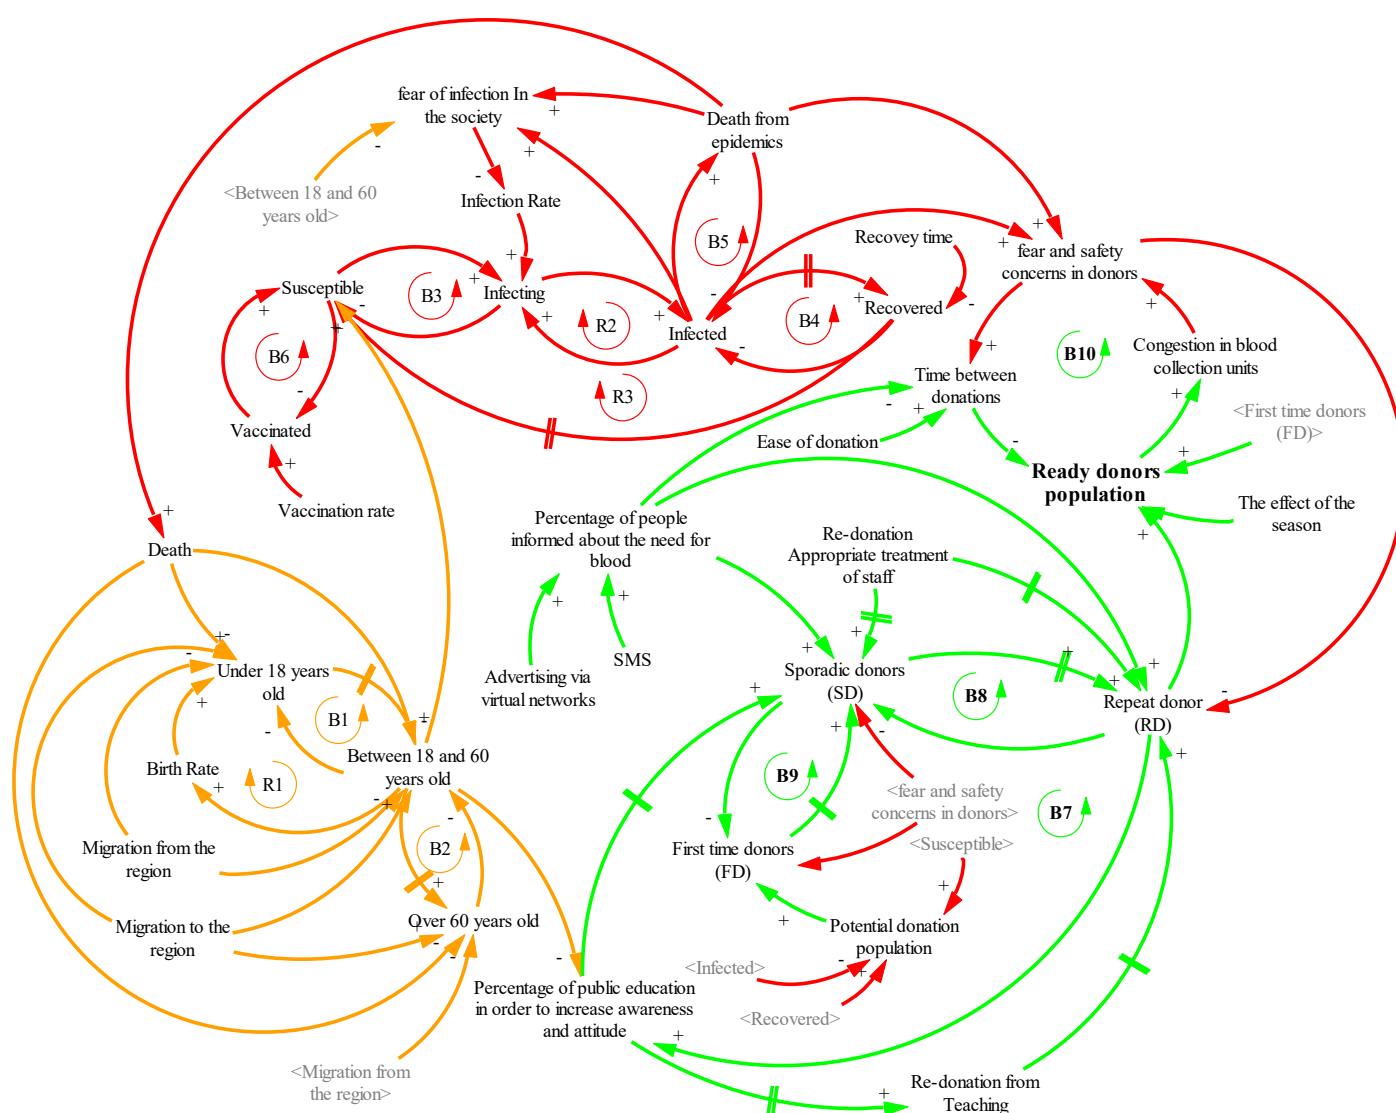 fear of infection In
the society
Death from
epidemics
<Between 18 and 60
years old>
Infection Rate
B5
Recovey time
fear and safety
concerns in donors
Susceptible
B3
Infecting
R2
Infected
B4
Recovered
B6
R3
B10
Congestion in blood
collection units
Time between
donations
<First time donors
(FD)>
Vaccinated
Ease of donation
Ready donors
population
Vaccination rate
The effect of the
season
Percentage of people
informed about the need for
blood
Re-donation
Appropriate treatment
of staff
Death
SMS
Under 18 years
old
Advertising via
virtual networks
Sporadic donors
(SD)
B8
Repeat donor
(RD)
B1
Between 18 and 60
years old
Birth Rate
R1
B9
<fear and safety
concerns in donors>
B7
<Susceptible>
Migration from the
region
B2
First time donors
(FD)
Migration to the
region
Over 60 years old
Potential donation
population
<Infected>
Percentage of public education
in order to increase awareness
and attitude
<Recovered>
<Migration from
the region>
Re-donation from
Teaching